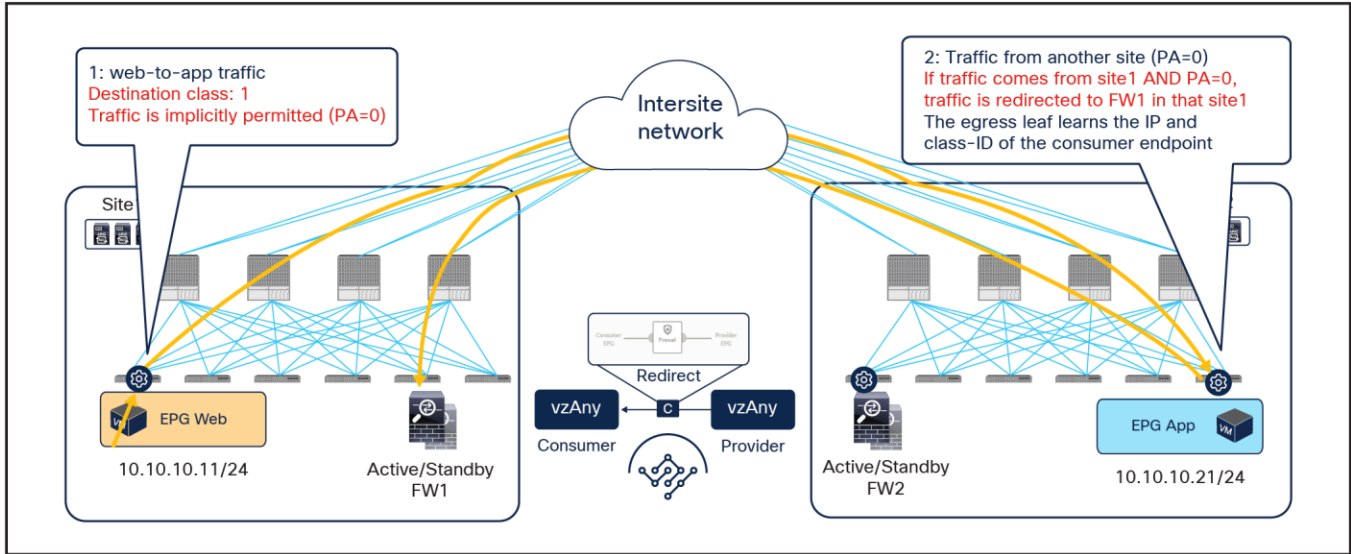 1: web-to-app traffic
Destination class: 1
Traffic is implicitly permitted (PA=0)
Intersite
network
2: Traffic from another site (PA=0)
If traffic comes from site1 AND PA=0,
traffic is redirected to FW1 in that site1
The egress leaf learns the IP and
class-ID of the consumer endpoint
Site
Consumer
EPG
Firewall
Provider
EPG
Redirect
vzAny
C
vzAny
Consumer
Provider
VM
EPG Web
10.10.10.11/24
Active/Standby
FW1
Active/Standby
FW2
EPG App
VM
10.10.10.21/24